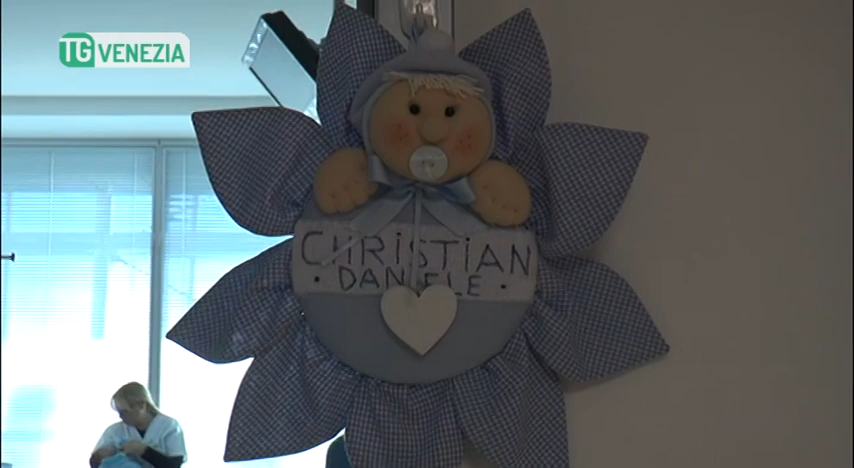 TG VENEZIA
CHRISTIAN
• DANIELE •